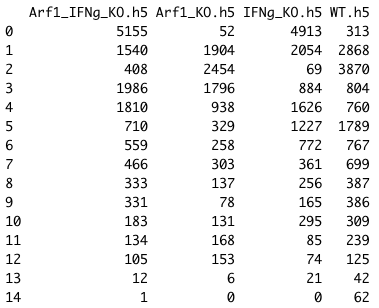 Arf1_IFNg_KO.h5 Arf1_KO.h5 IFNg_KO.h5 WT.h5
0 5155 52 4913 313
1 1540 1904 2054 2868
2 408 2454 69 3870
3 1986 1796 884 804
4 1810 938 1626 760
5 710 329 1227 1789
6 559 258 772 767
7 466 303 361 699
8 333 137 256 387
9 331 78 165 386
10 183 131 295 309
11 134 168 85 239
12 105 153 74 125
13 12 6 21 42
14 1 0 0 62